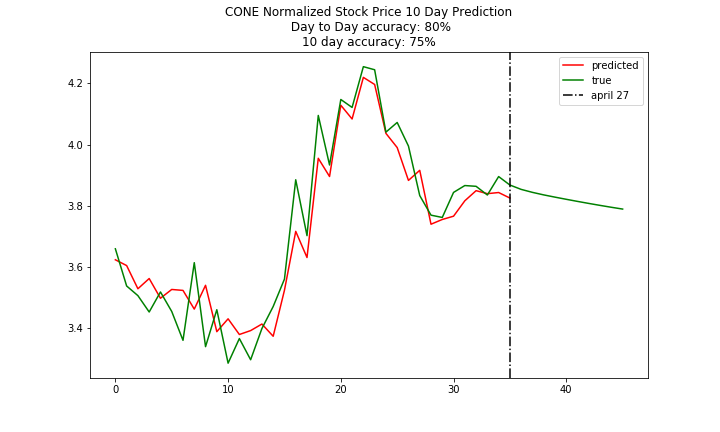 CONE Normalized Stock Price 10 Day Prediction
Day to Day accuracy: 80%
10 day accuracy: 75%
predicted
true
april 27
4.2
4.0
3.8
3.6
3.4
0 10 20 30 40